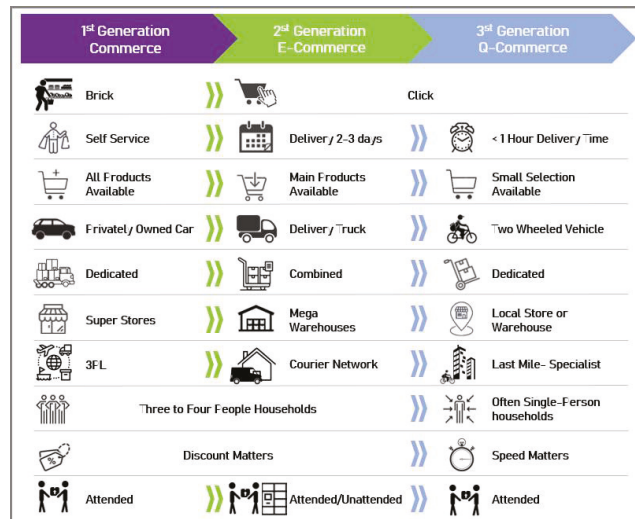 1st Generation
Commerce
2st Generation
E-Commerce
3st Generation
Q-Commerce
Brick
Click
Self Service
Delivery 2-3 days
< 1 Hour Delivery Time
All Products
Available
Main Products
Available
Small Selection
Available
Privately Owned Car
Delivery Truck
Two Wheeled Vehicle
Dedicated
Combined
Dedicated
Super Stores
Mega
Warehouses
Local Store or
Warehouse
3FL
Courier Network
Last Mile- Specialist
Three to Four People Households
Often Single-Ferson
households
Discount Matters
Speed Matters
Attended
Attended/Unattended
Attended